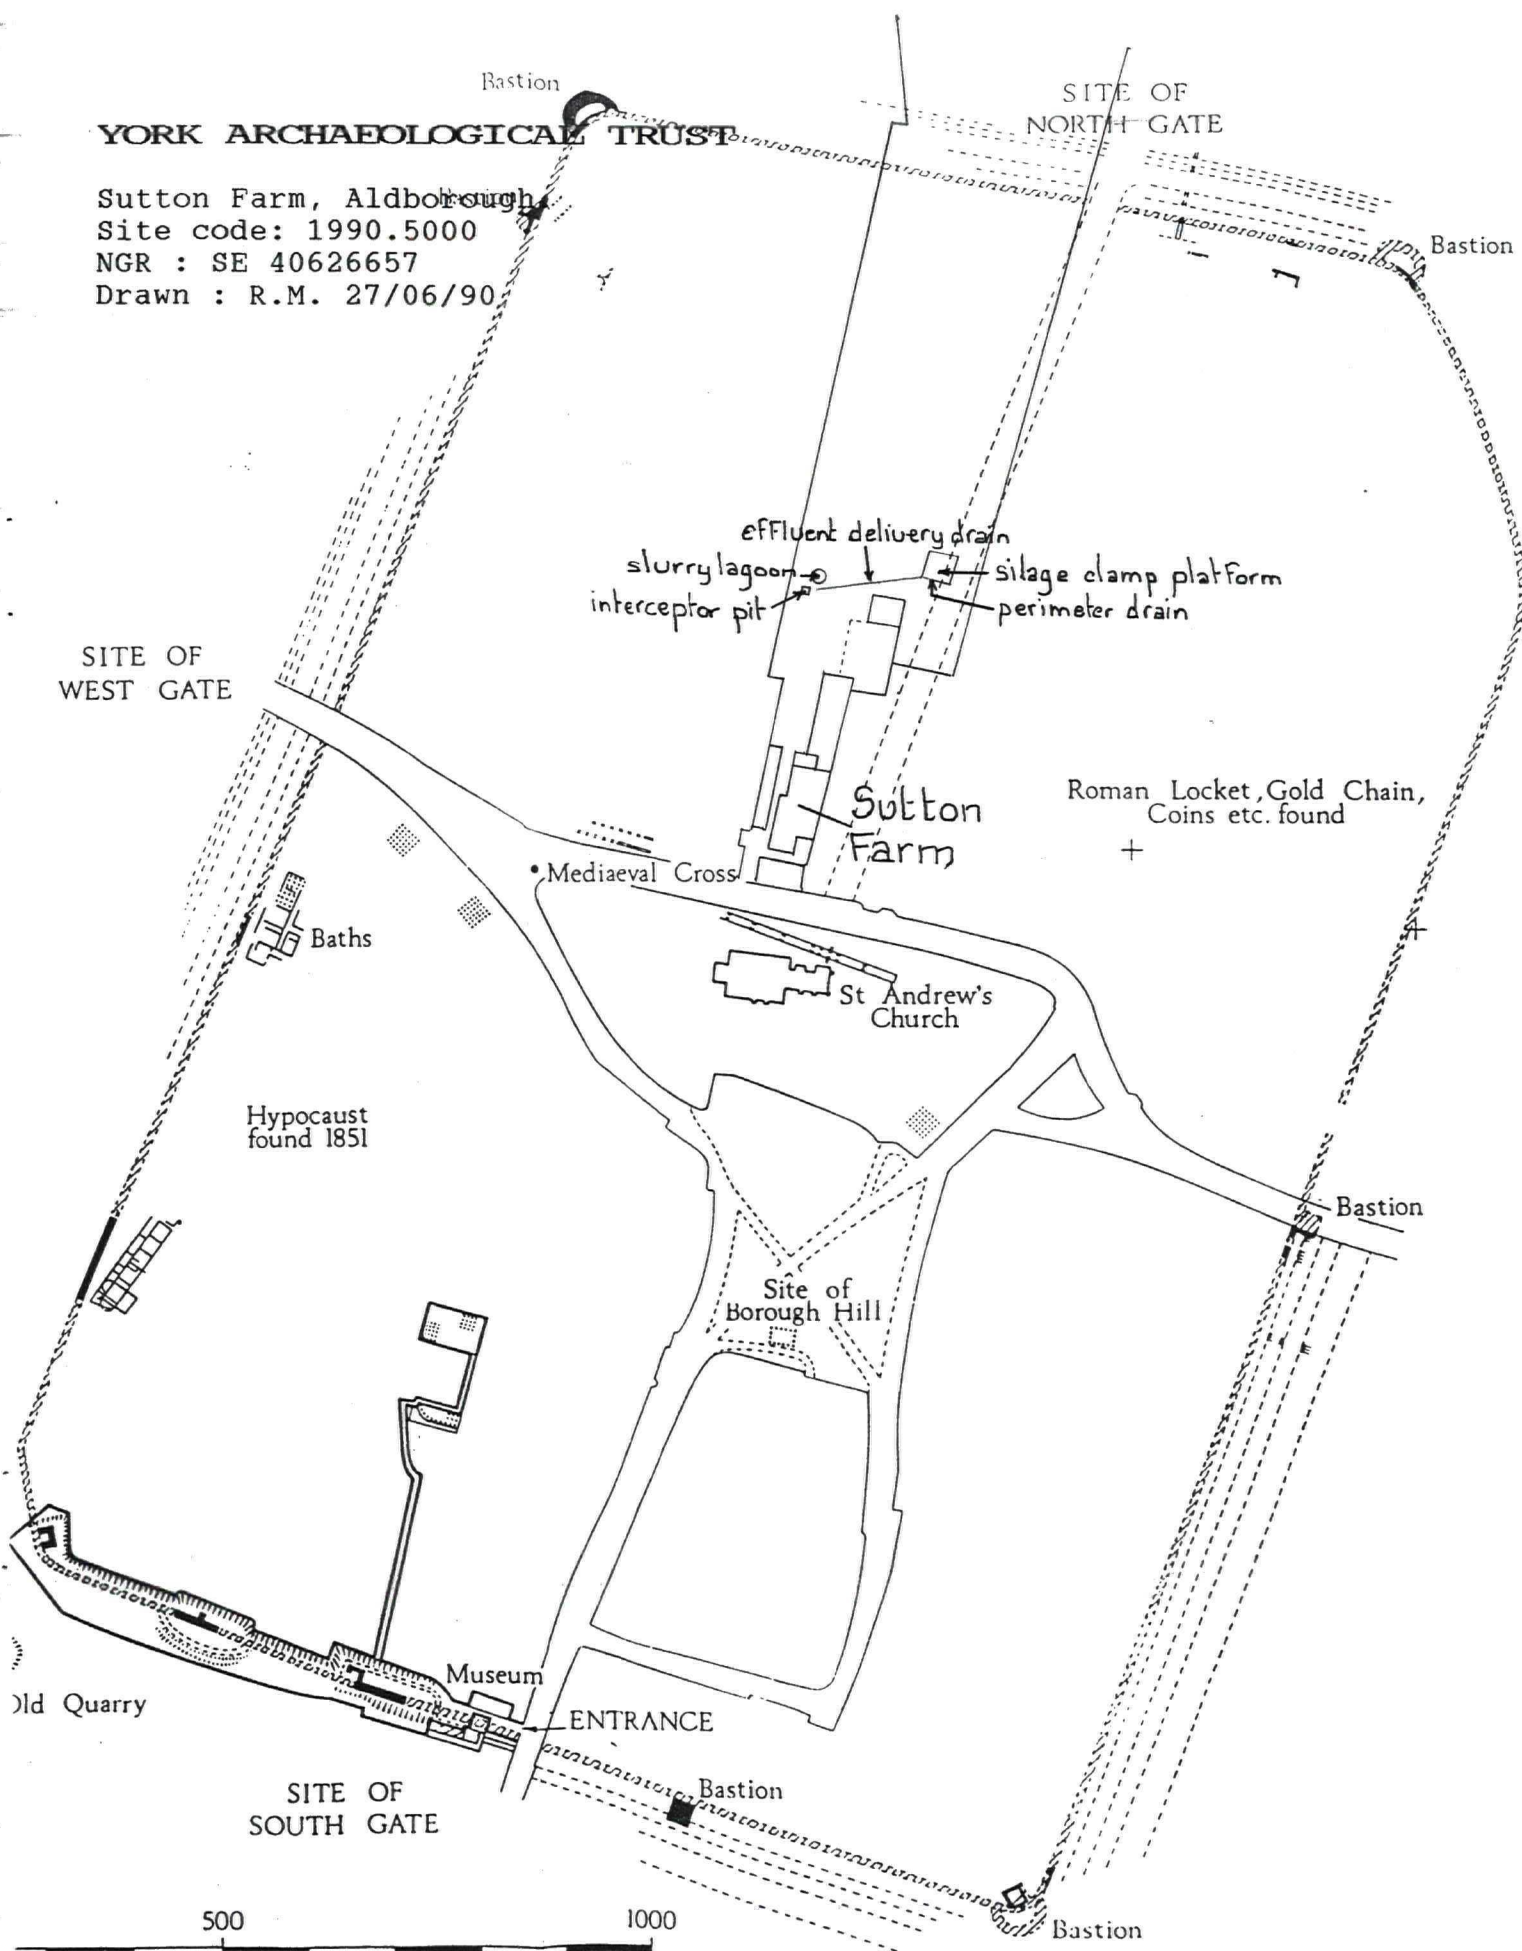 Bastion
SITE OF
NORTH GATE
YORK ARCHAEOLOGICAL TRUST
Sutton Farm, Aldborough
Site code: 1990.5000
NGR : SE 40626657
Drawn : R.M. 27/06/90
Bastion
effluent delivery drain
slurry lagoon
silage clamp platform
interceptor pit
perimeter drain
SITE OF
WEST GATE
Roman Locket, Gold Chain,
Coins etc. found
Sutton
Farm
Mediaeval Cross
Baths
St Andrew's
Church
Hypocaust
found 1851
Bastion
Site of
Borough Hill
Museum
Old Quarry
ENTRANCE
SITE OF
SOUTH GATE
Bastion
500
1000
Bastion